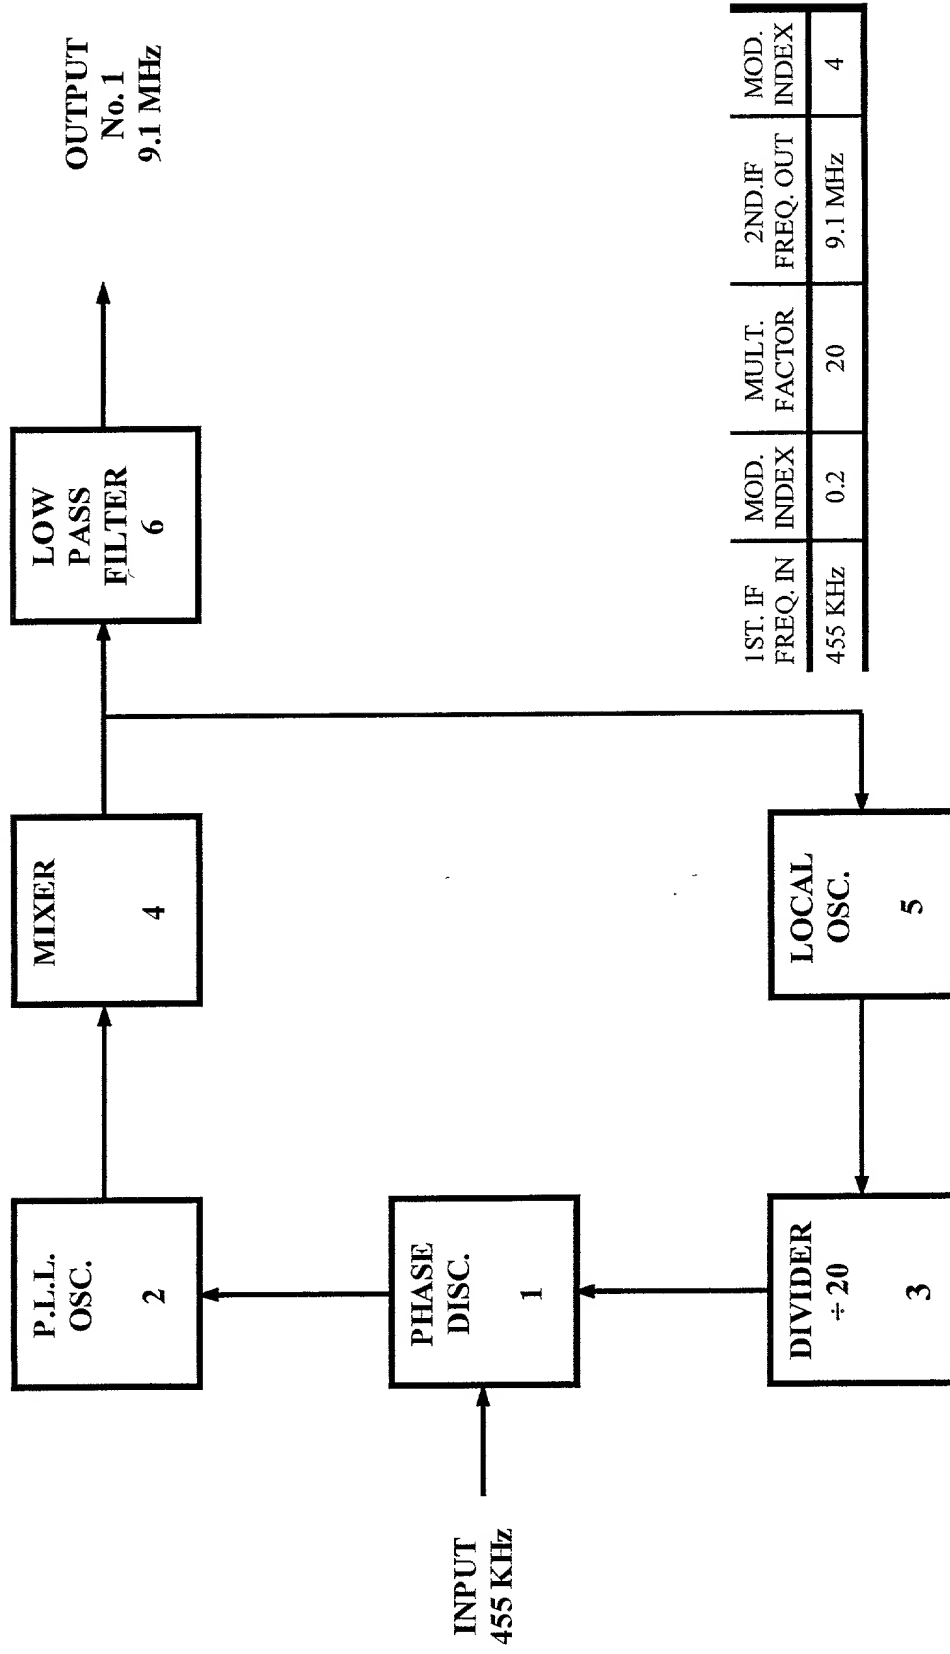 OUTPUT
No. 1
9.1 MHz
LOW
PASS
FILTER
6
MIXER
4
P.L.L.
OSC.
2
PHASE
DISC.
1
INPUT
455 KHz
LOCAL
OSC.
5
DIVIDER
÷20
3
1ST. IF FREQ. IN
MOD. INDEX
MULT. FACTOR
2ND.IF FREQ. OUT
MOD. INDEX
455 KHz
0.2
20
9.1 MHz
4